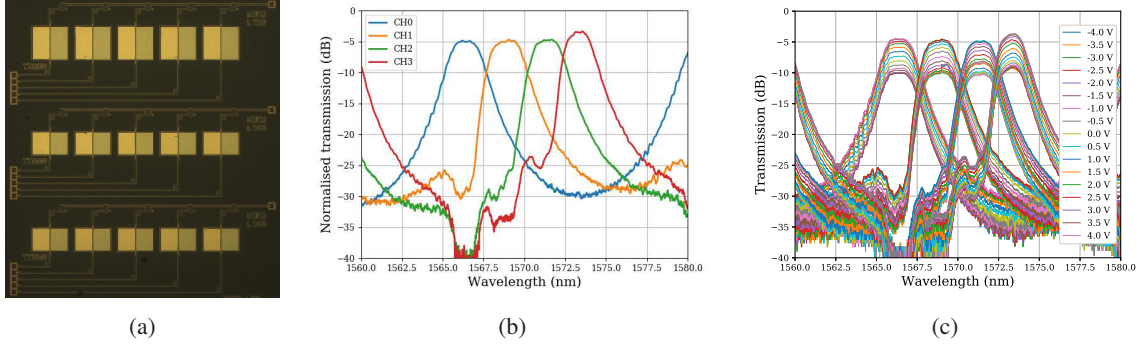 CH0
CH1
CH2
CH3
Normalised transmission (dB)
-5
-10
-15
-20
-25
-30
-35
-40
1560.0 1562.5 1565.0 1567.5 1570.0 1572.5 1575.0 1577.5 1580.0
Wavelength (nm)
0
-5
-10
-15
-20
-25
-30
-35
-40
Transmission (dB)
-4.0 V
-3.5 V
-3.0 V
-2.5 V
-2.0 V
-1.5 V
-1.0 V
-0.5 V
0.0 V
0.5 V
1.0 V
1.5 V
2.0 V
2.5 V
3.0 V
3.5 V
4.0 V
1560.0 1562.5 1565.0 1567.5 1570.0 1572.5 1575.0 1577.5 1580.0
Wavelength (nm)
(a)
(b)
(c)